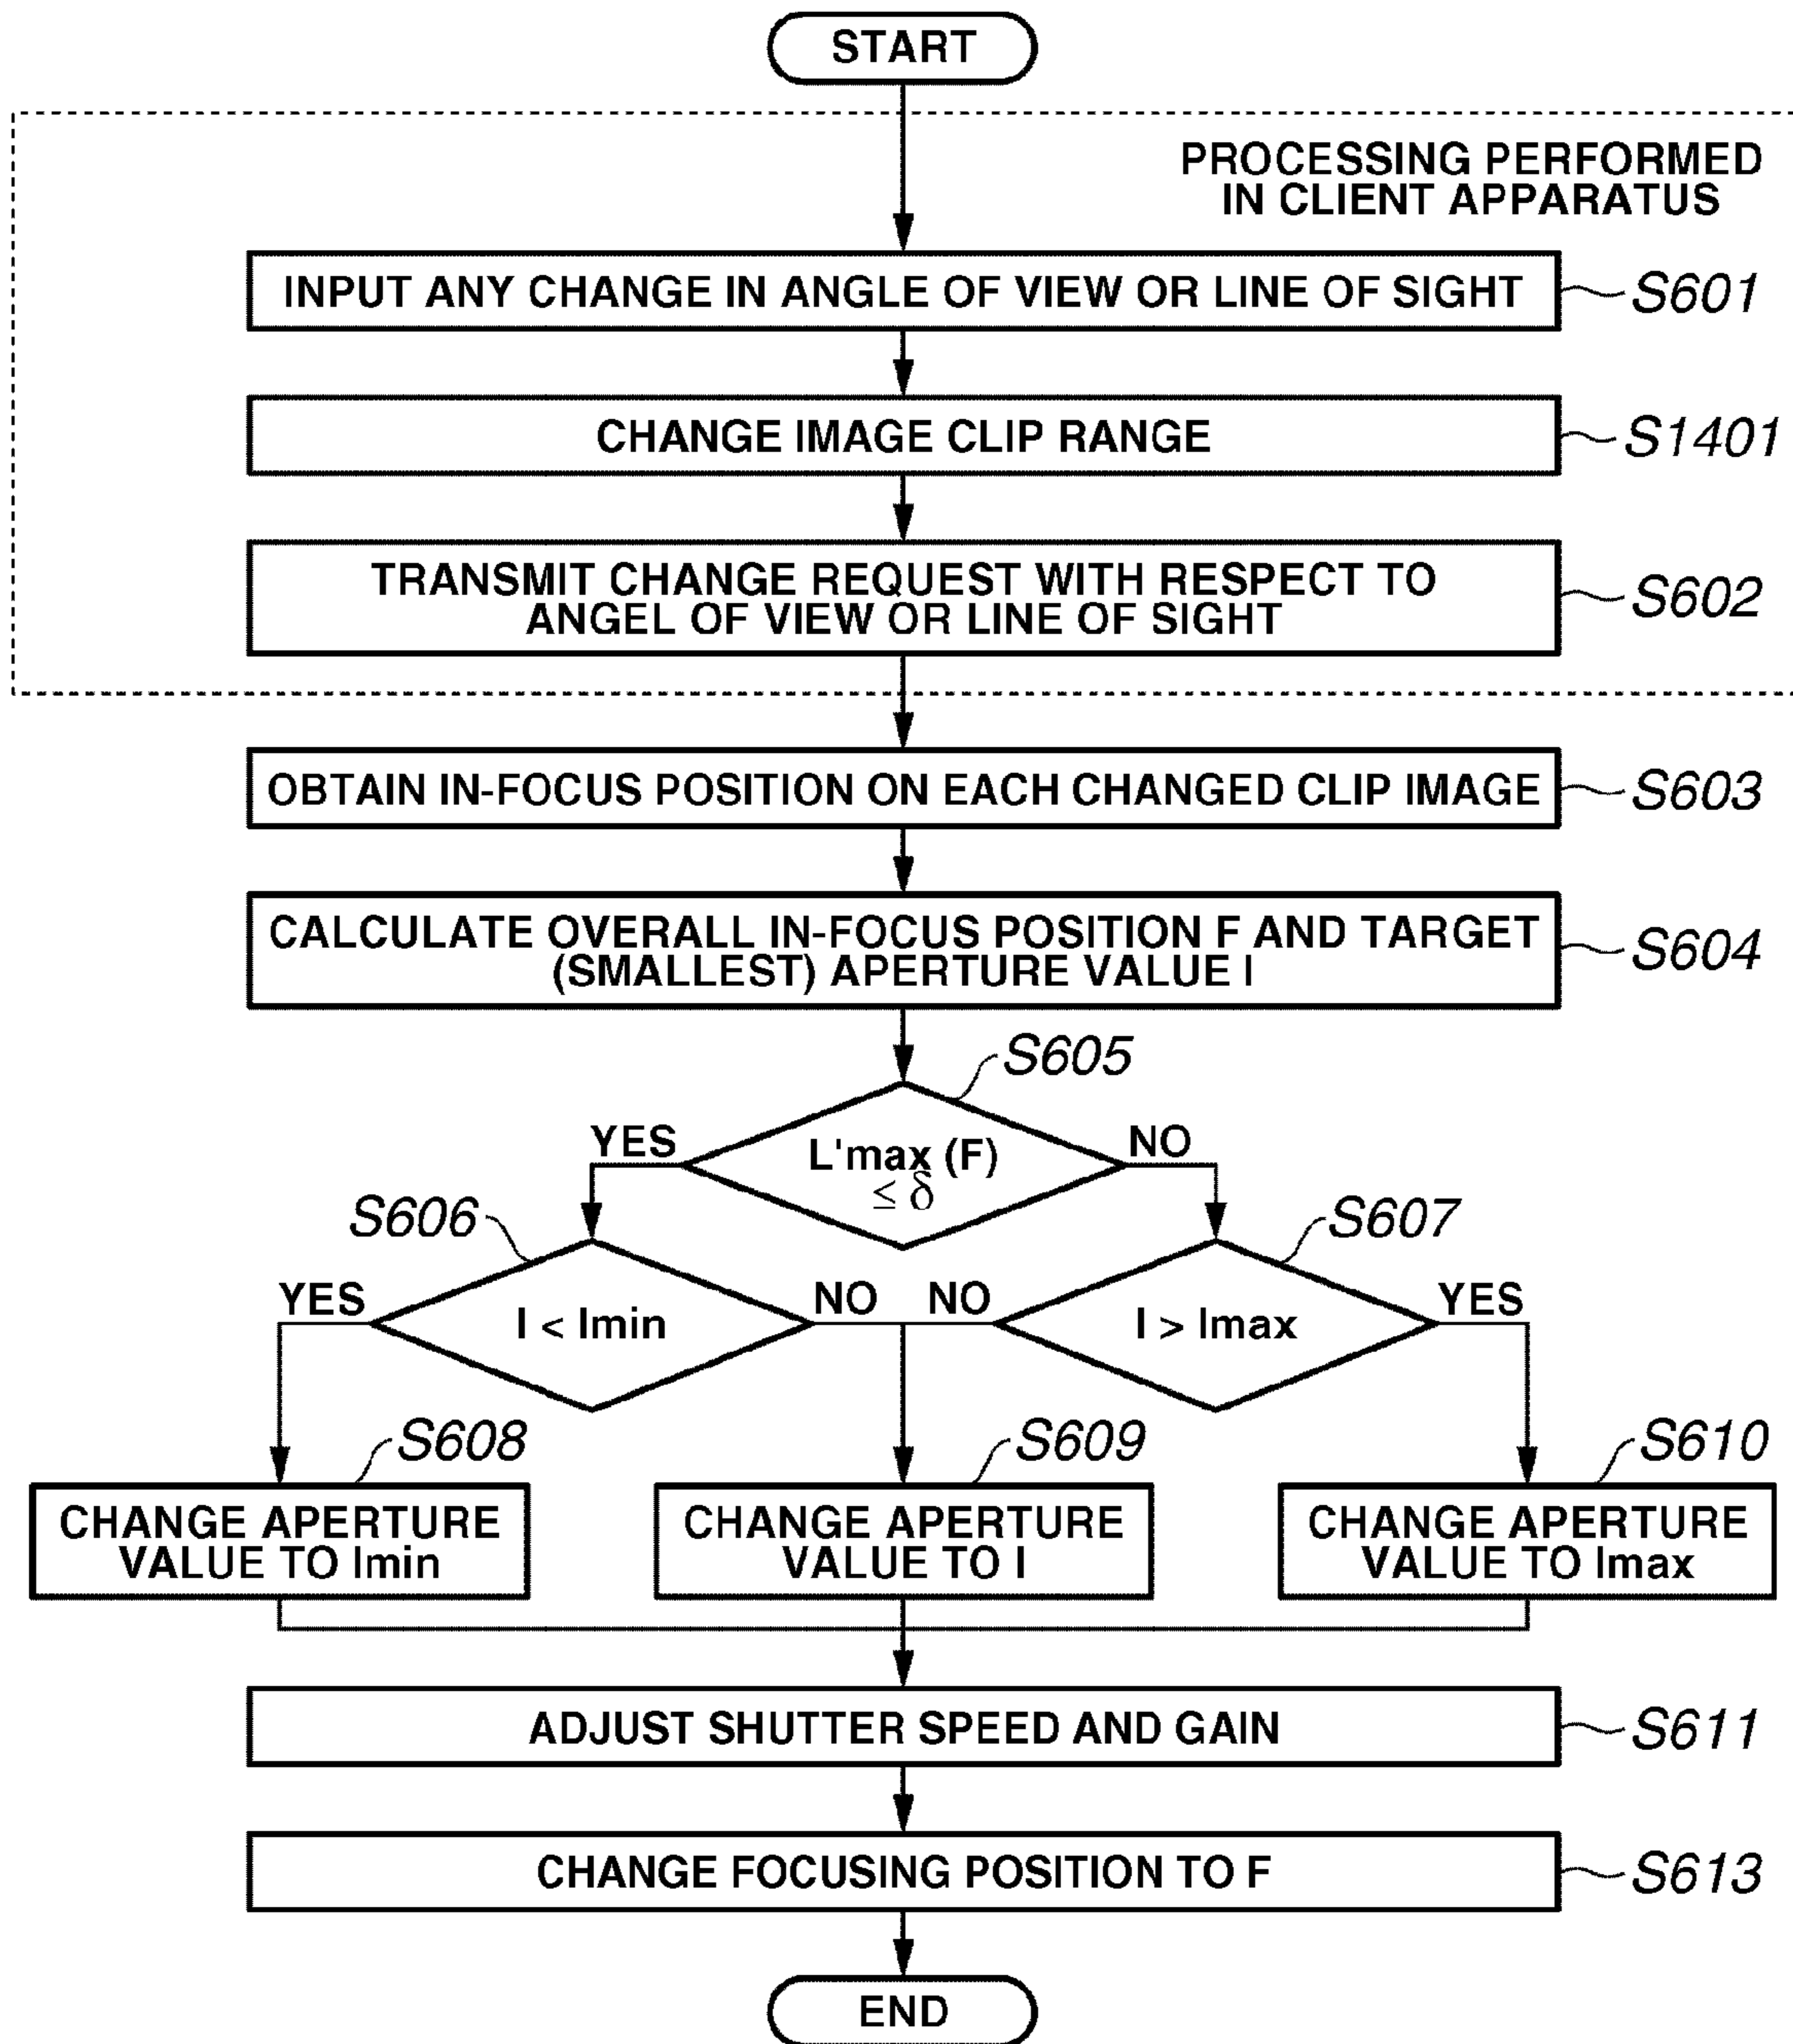 START
PROCESSING PERFORMED
IN CLIENT APPARATUS
INPUT ANY CHANGE IN ANGLE OF VIEW OR LINE OF SIGHT
S601
CHANGE IMAGE CLIP RANGE
S1401
TRANSMIT CHANGE REQUEST WITH RESPECT TO
ANGEL OF VIEW OR LINE OF SIGHT
S602
OBTAIN IN-FOCUS POSITION ON EACH CHANGED CLIP IMAGE
S603
CALCULATE OVERALL IN-FOCUS POSITION F AND TARGET
(SMALLEST) APERTURE VALUE I
S604
S605
YES
L'max (F)
≤ δ
NO
S606
S607
YES
I < Imin
NO
NO
I > Imax
YES
S608
S609
S610
CHANGE APERTURE
VALUE TO Imin
CHANGE APERTURE
VALUE TO I
CHANGE APERTURE
VALUE TO Imax
ADJUST SHUTTER SPEED AND GAIN
S611
CHANGE FOCUSING POSITION TO F
S613
END